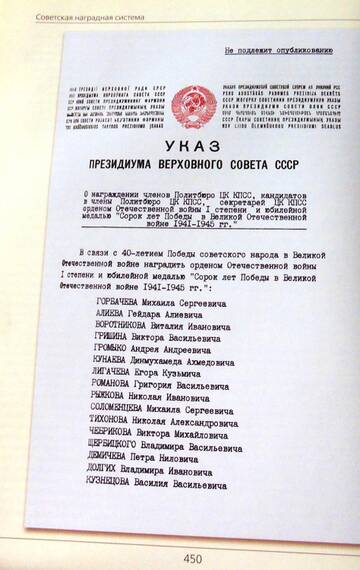 Советская наградная система
Не подлежит опубликованию
УКАЗ
ПРЕЗИДИУМА ВЕРХОВНОГО СОВЕТА СССР
О награждении членов Политбюро ЦК КПСС, кандидатов
в члены Политбюро ЦК КПСС, секретарей ЦК КПСС
орденом Отечественной войны I степени и юбилейной
медалью "Сорок лет Победы в Великой Отечественной
войне 1941-1945 гг."
В связи с 40-летием Победы советского народа в Великой
Отечественной войне наградить орденом Отечественной войны
I степени и юбилейной медалью "Сорок лет Победы в Великой
Отечественной войне 1941-1945 гг.":
ГОРБАЧЕВА Михаила Сергеевича
АЛИЕВА Гейдара Алиевича
ВОРОТНИКОВА Виталия Ивановича
ГРИШИНА Виктора Васильевича
ГРОМЫКО Андрея Андреевича
КУНАЕВА Динмухамеда Ахмедовича
ЛИГАЧЕВА Егора Кузьмича
РОМАНОВА Григория Васильевича
РЫЖКОВА Николая Ивановича
СОЛОМЕНЦЕВА Михаила Сергеевича
ТИХОНОВА Николая Александровича
ЧЕБРИКОВА Виктора Михайловича
ЩЕРБИЦКОГО Владимира Васильевича
ДЕМИЧЕВА Петра Ниловича
ДОЛГИХ Владимира Ивановича
КУЗНЕЦОВА Василия Васильевича
450